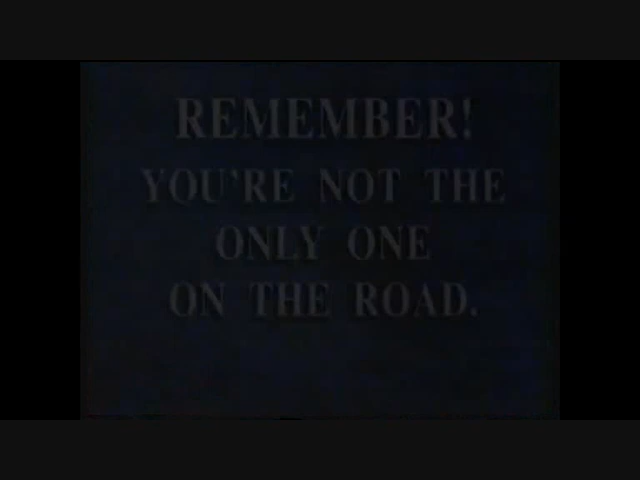 REMEMBER!
YOU'RE NOT THE
ONLY ONE
ON THE ROAD.